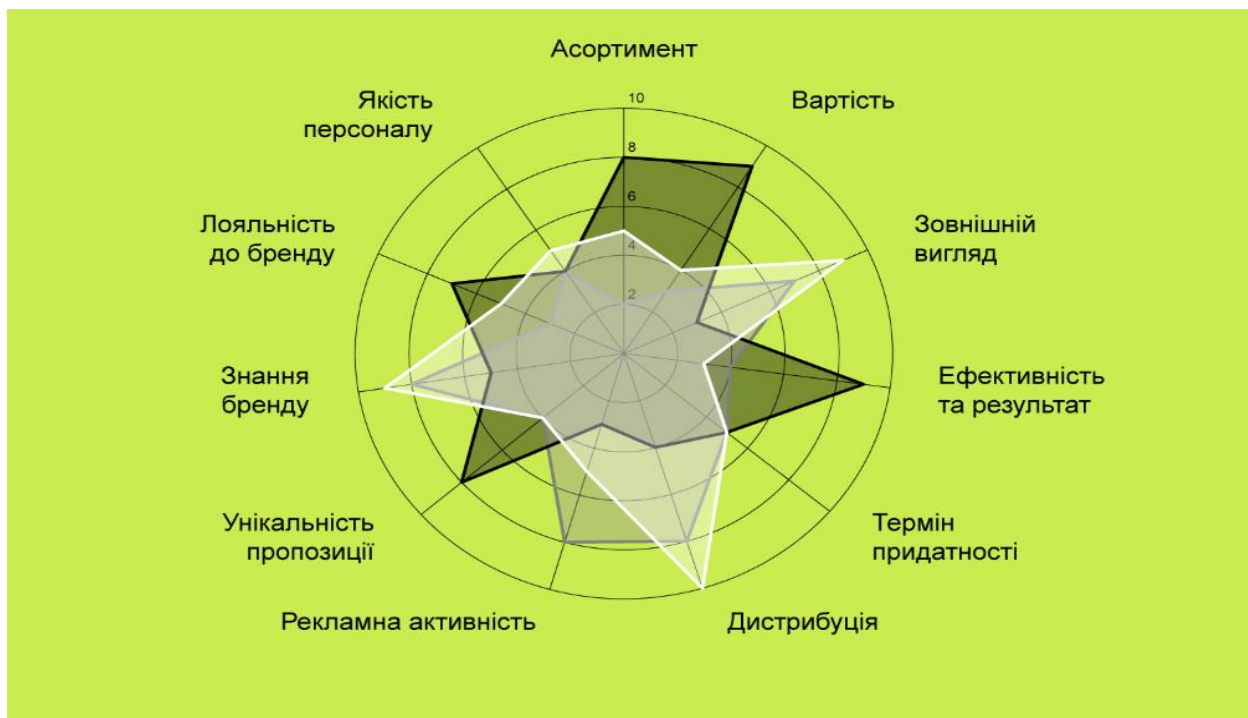 Асортимент
Вартість
Зовнішній
вигляд
Ефективність
та результат
Термін
придатності
Дистрибуція
Рекламна активність
Унікальність
пропозиції
Знання
бренду
Лояльність
до бренду
Якість
персоналу
10
8
6
4
2